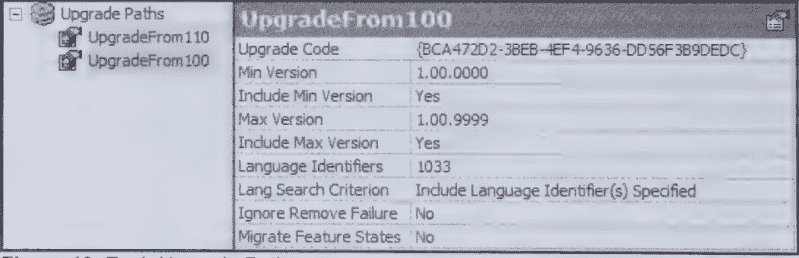 Upgrade Paths
UpgradeFrom110
UpgradeFrom100
UpgradeFrom100
Upgrade Code {BCA472D2-3BEB-4EF4-9636-DD56F3B9DEDC}
Min Version 1.00.0000
Include Min Version Yes
Max Version 1.00.9999
Include Max Version Yes
Language Identifiers 1033
Lang Search Criterion Include Language Identifier(s) Specified
Ignore Remove Failure No
Migrate Feature States No